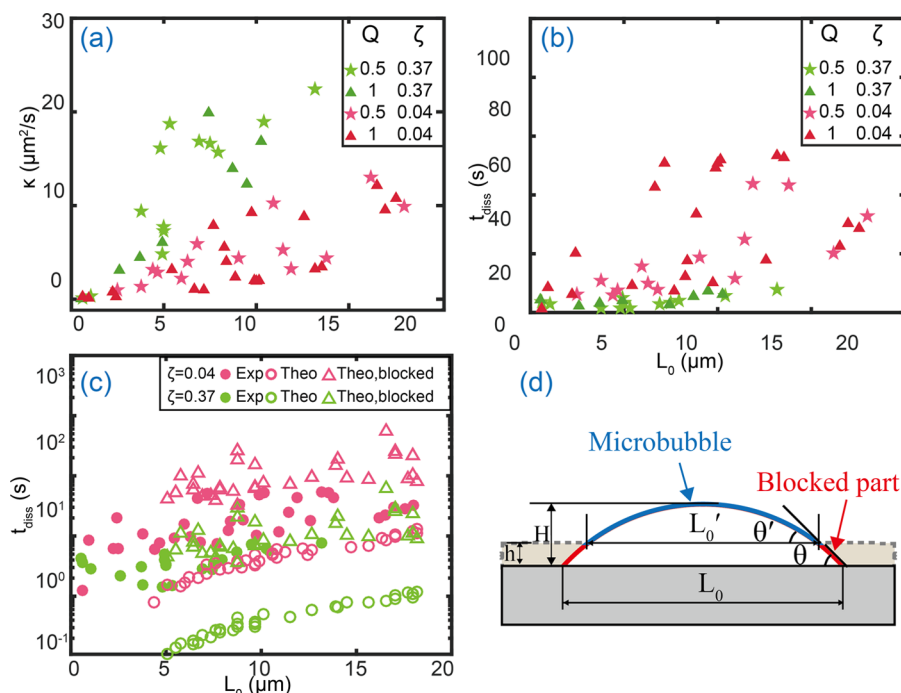 (a)
30
20
10
0
κ (μm²/s)
0 5 10 15 20
Q ζ
0.5 0.37
1 0.37
0.5 0.04
1 0.04
(b)
100
80
60
40
20
0
t_diss (s)
0 5 10 15 20
L₀ (μm)
Q ζ
0.5 0.37
1 0.37
0.5 0.04
1 0.04
(c)
10³
10²
10¹
10⁰
10⁻¹
t_diss (s)
0 5 10 15 20
L₀ (μm)
ζ=0.04 Exp Theo Theo,blocked
ζ=0.37 Exp Theo Theo,blocked
(d)
Microbubble
Blocked part
H
h
L₀′
θ′
θ
L₀